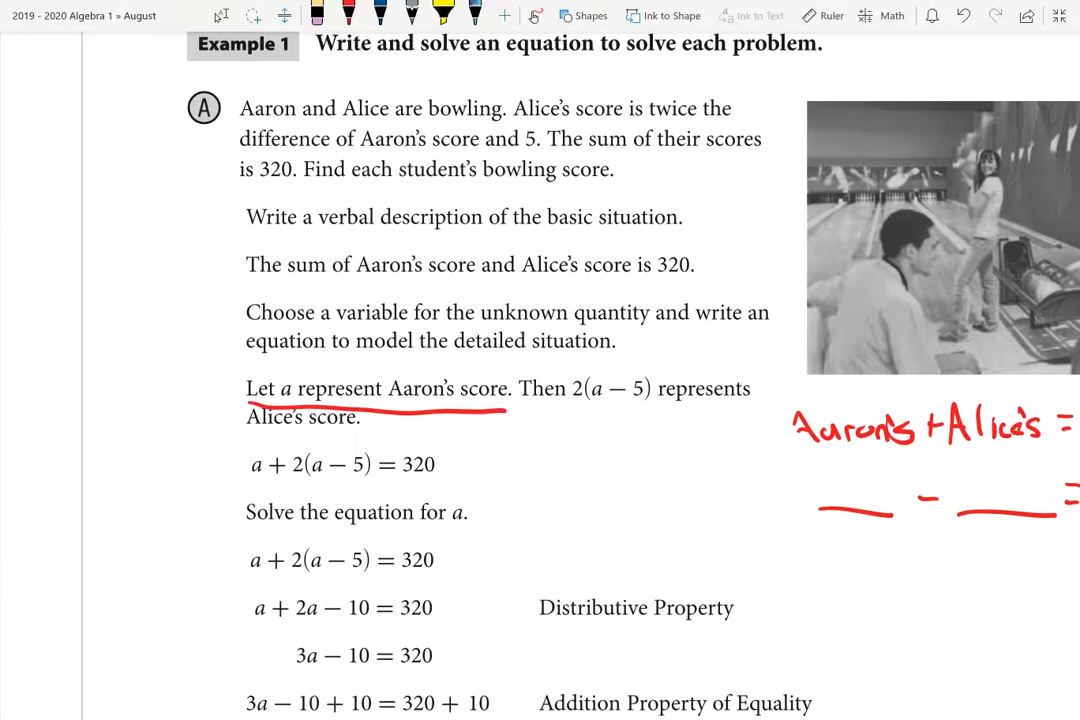 2019 - 2020 Algebra 1 » August
Shapes
Ink to Shape
Ink to Text
Ruler
Math
Example 1 Write and solve an equation to solve each problem.
A Aaron and Alice are bowling. Alice's score is twice the
difference of Aaron's score and 5. The sum of their scores
is 320. Find each student's bowling score.
Write a verbal description of the basic situation.
The sum of Aaron's score and Alice's score is 320.
Choose a variable for the unknown quantity and write an
equation to model the detailed situation.
Let a represent Aaron's score. Then 2(a − 5) represents
Alice's score.
Aaron's + Alice's =
__ - __ =
a + 2(a − 5) = 320
Solve the equation for a.
a + 2(a − 5) = 320
a + 2a − 10 = 320 Distributive Property
3a − 10 = 320
3a − 10 + 10 = 320 + 10 Addition Property of Equality